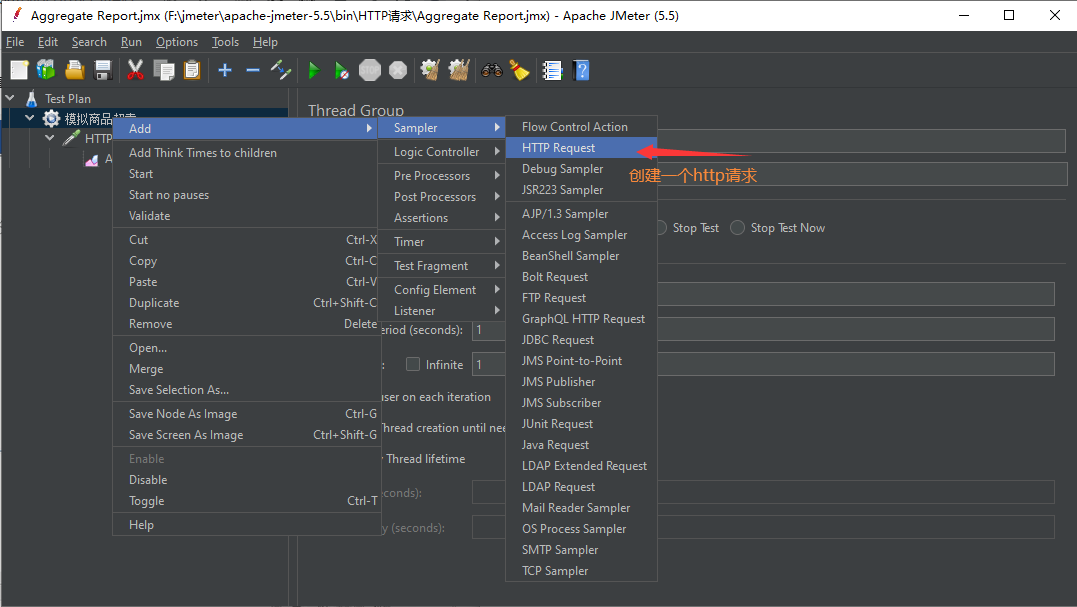 Aggregate Report.jmx (F:\jmeter\apache-jmeter-5.5\bin\HTTP请求\Aggregate Report.jmx) - Apache JMeter (5.5)
File Edit Search Run Options Tools Help
STOP
Test Plan
Thread Group
模拟商品
HTTP
A
Add
Add Think Times to children
Start
Start no pauses
Validate
Cut Ctrl-X
Copy Ctrl-C
Paste Ctrl-V
Duplicate Ctrl+Shift-C
Remove Delete
Open...
Merge
Save Selection As...
Save Node As Image Ctrl-G
Save Screen As Image Ctrl+Shift-G
Enable
Disable
Toggle Ctrl-T
Help
Sampler
Logic Controller
Pre Processors
Post Processors
Assertions
Timer
Test Fragment
Config Element
Listener
Flow Control Action
HTTP Request
Debug Sampler
JSR223 Sampler
AJP/1.3 Sampler
Access Log Sampler
BeanShell Sampler
Bolt Request
FTP Request
GraphQL HTTP Request
JDBC Request
JMS Point-to-Point
JMS Publisher
JMS Subscriber
JUnit Request
Java Request
LDAP Extended Request
LDAP Request
Mail Reader Sampler
OS Process Sampler
SMTP Sampler
TCP Sampler
创建一个http请求
Stop Test Stop Test Now
eriod (seconds): 1
: Infinite 1
ser on each iteration
hread creation until nee
Thread lifetime
conds):
y (seconds):